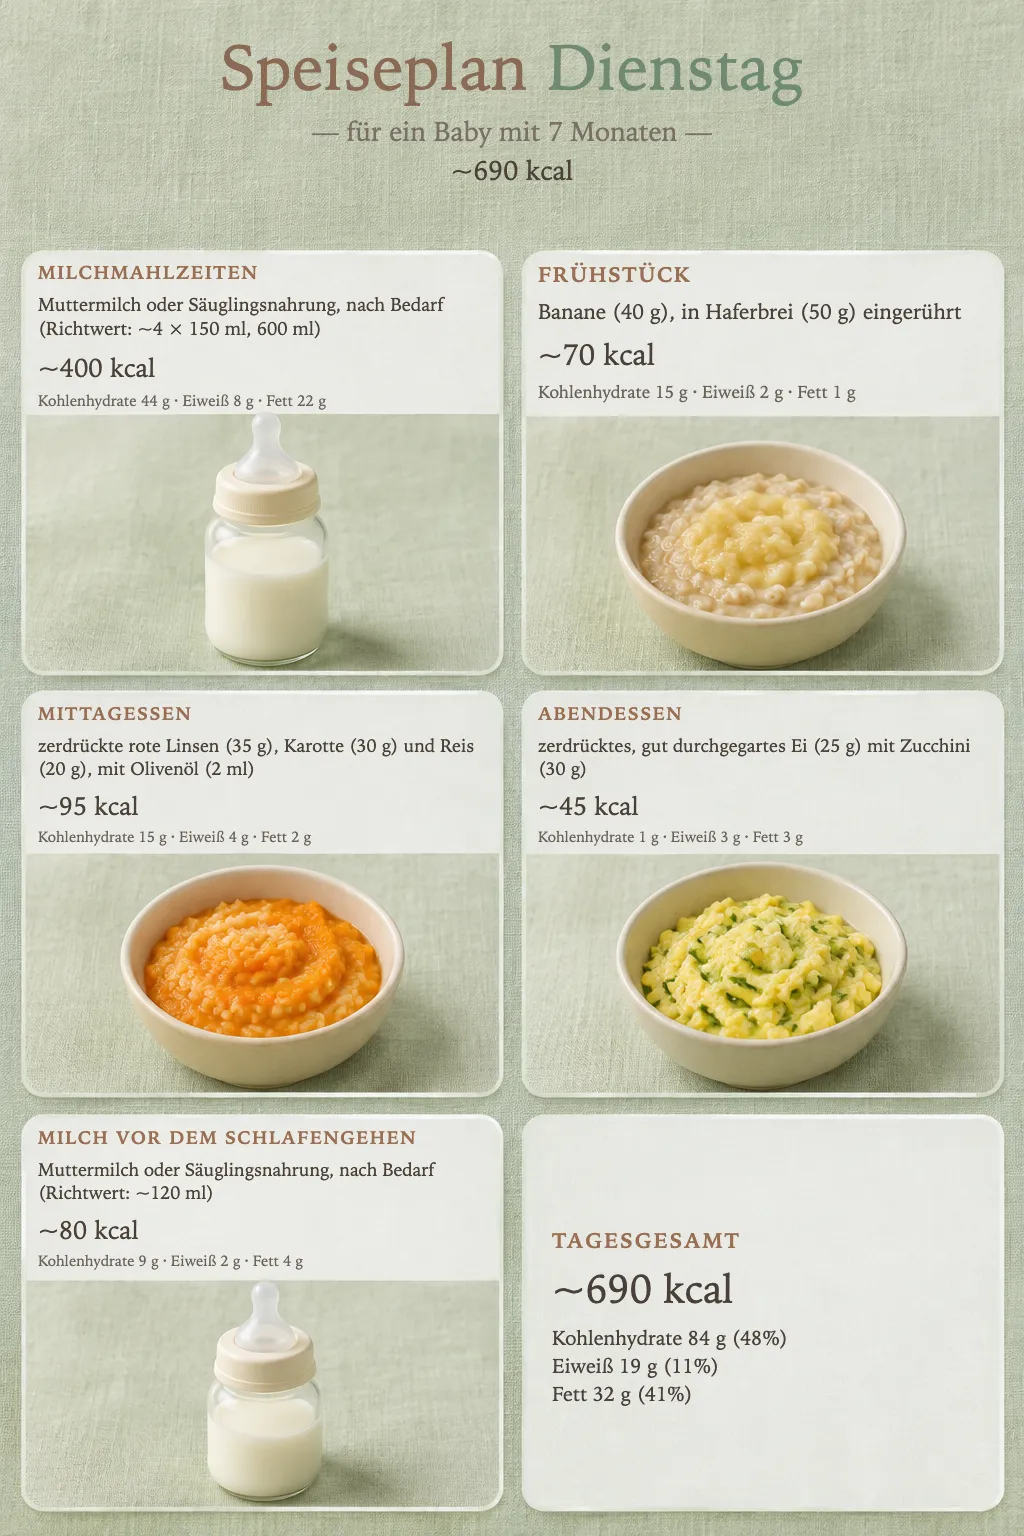 Speiseplan Dienstag
— für ein Baby mit 7 Monaten —
~690 kcal
MILCHMAHLZEITEN
Muttermilch oder Säuglingsnahrung, nach Bedarf
(Richtwert: ~4 × 150 ml, 600 ml)
~400 kcal
Kohlenhydrate 44 g · Eiweiß 8 g · Fett 22 g
FRÜHSTÜCK
Banane (40 g), in Haferbrei (50 g) eingerührt
~70 kcal
Kohlenhydrate 15 g · Eiweiß 2 g · Fett 1 g
MITTAGESSEN
zerdrückte rote Linsen (35 g), Karotte (30 g) und Reis
(20 g), mit Olivenöl (2 ml)
~95 kcal
Kohlenhydrate 15 g · Eiweiß 4 g · Fett 2 g
ABENDESSEN
zerdrücktes, gut durchgegartes Ei (25 g) mit Zucchini
(30 g)
~45 kcal
Kohlenhydrate 1 g · Eiweiß 3 g · Fett 3 g
MILCH VOR DEM SCHLAFENGEHEN
Muttermilch oder Säuglingsnahrung, nach Bedarf
(Richtwert: ~120 ml)
~80 kcal
Kohlenhydrate 9 g · Eiweiß 2 g · Fett 4 g
TAGESGESAMT
~690 kcal
Kohlenhydrate 84 g (48%)
Eiweiß 19 g (11%)
Fett 32 g (41%)